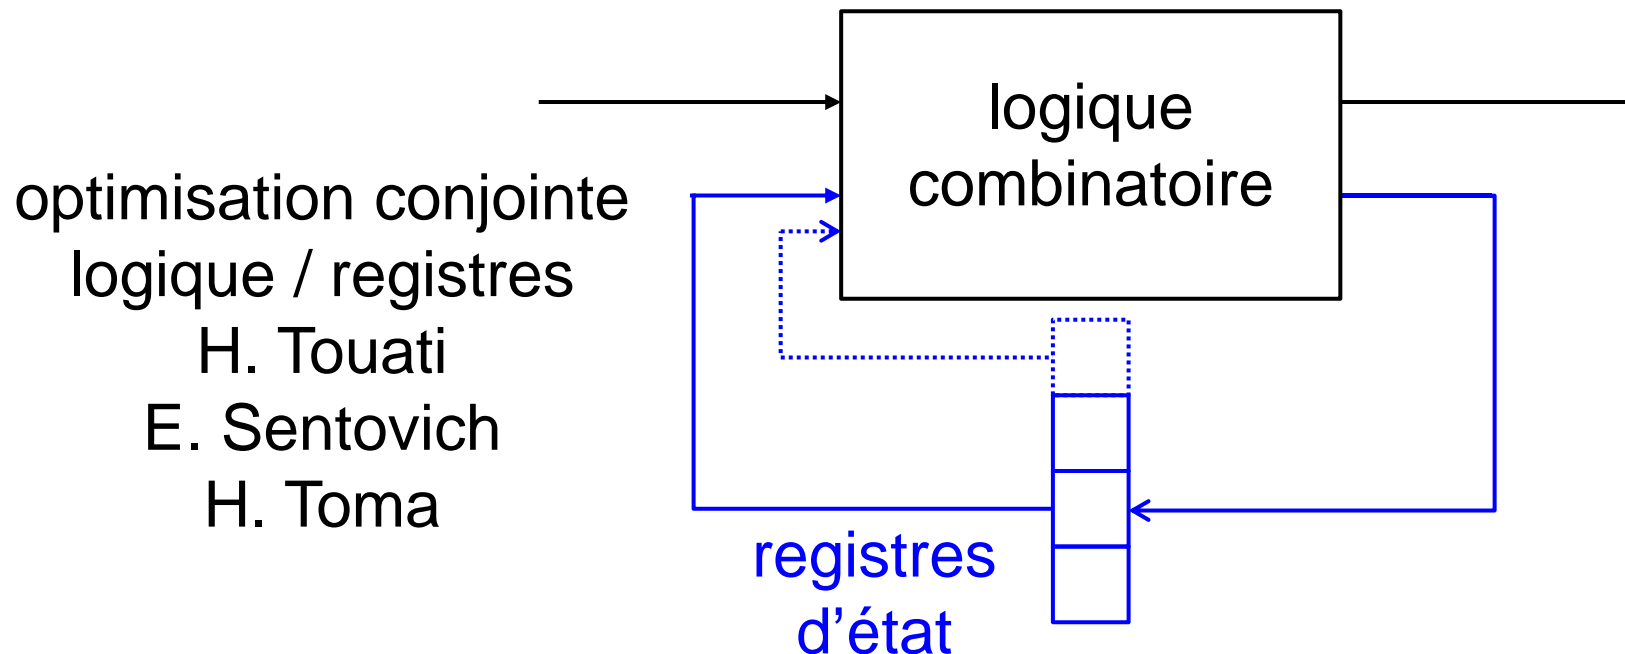 logique
combinatoire
optimisation conjointe
logique / registres
H. Touati
E. Sentovich
H. Toma
registres
d’état